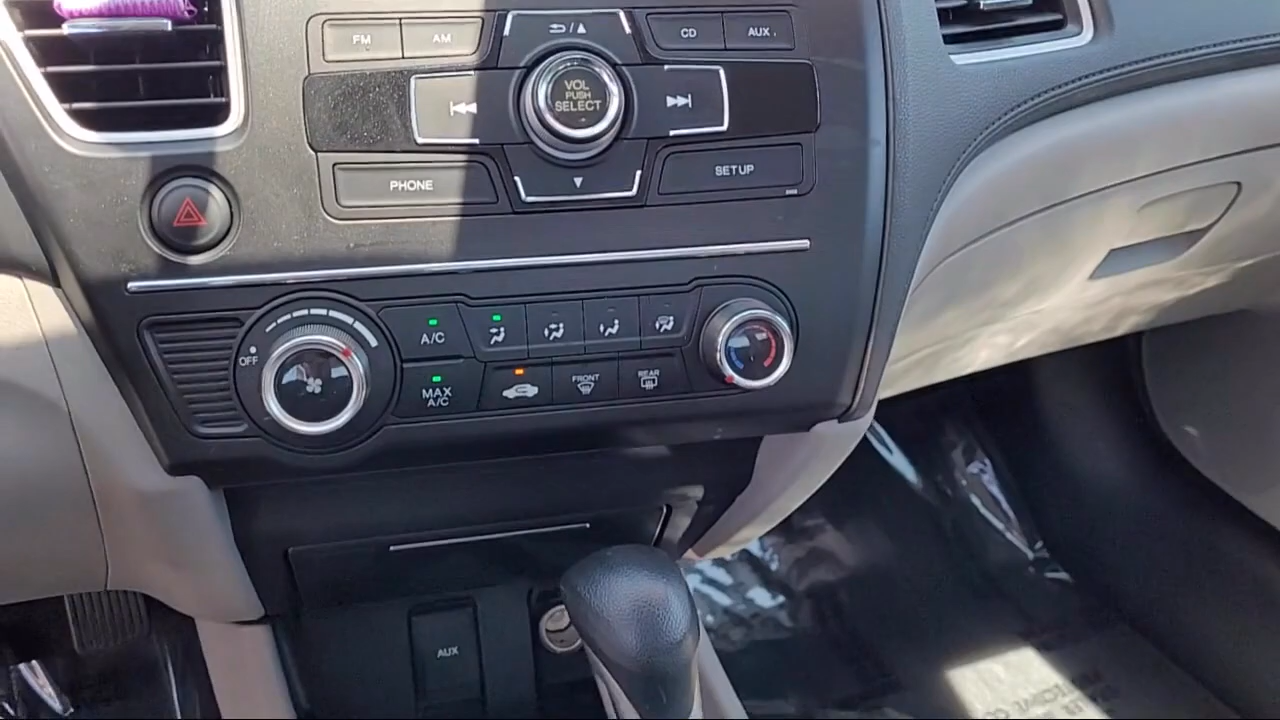 FM
AM
CD
AUX
VOL
PUSH
SELECT
PHONE
SETUP
OFF
A/C
MAX
A/C
FRONT
REAR
AUX